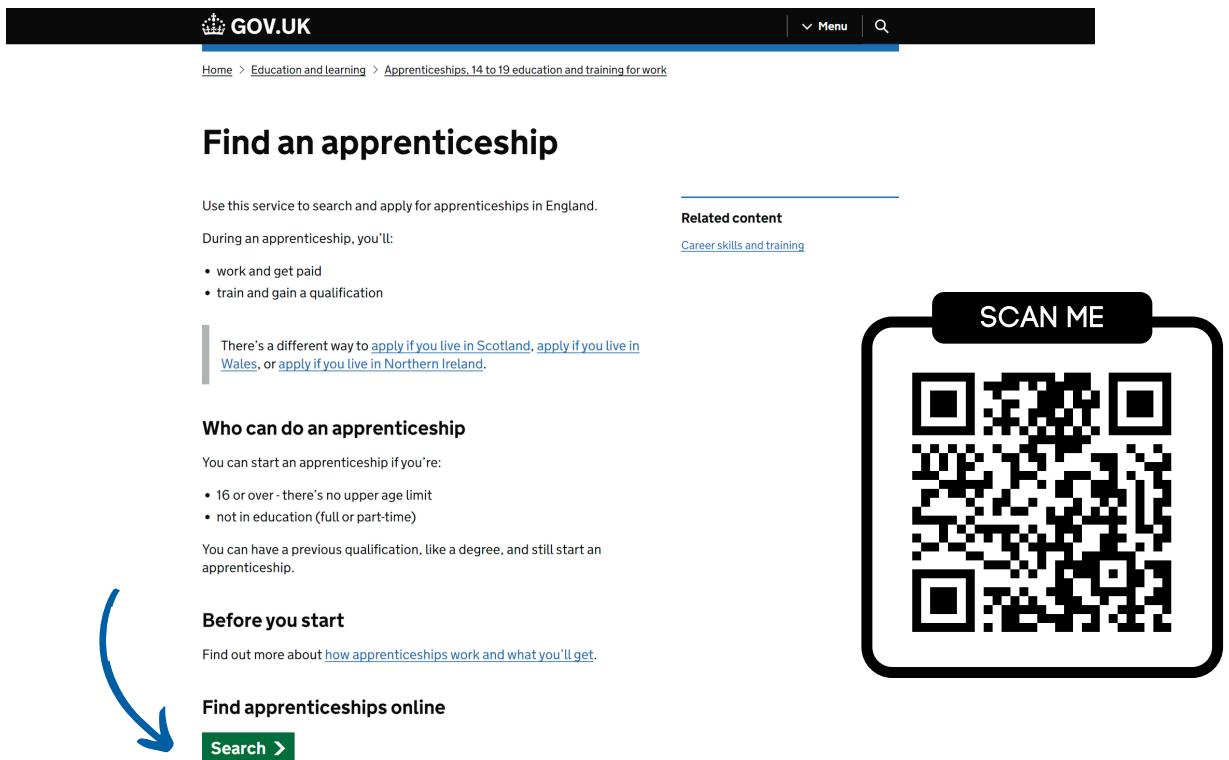 GOV.UK
Menu
Home > Education and learning > Apprenticeships, 14 to 19 education and training for work
Find an apprenticeship
Use this service to search and apply for apprenticeships in England.
During an apprenticeship, you'll:
• work and get paid
• train and gain a qualification
There's a different way to apply if you live in Scotland, apply if you live in
Wales, or apply if you live in Northern Ireland.
Who can do an apprenticeship
You can start an apprenticeship if you're:
• 16 or over - there's no upper age limit
• not in education (full or part-time)
You can have a previous qualification, like a degree, and still start an
apprenticeship.
Before you start
Find out more about how apprenticeships work and what you'll get.
Find apprenticeships online
Search >
Related content
Career skills and training
SCAN ME